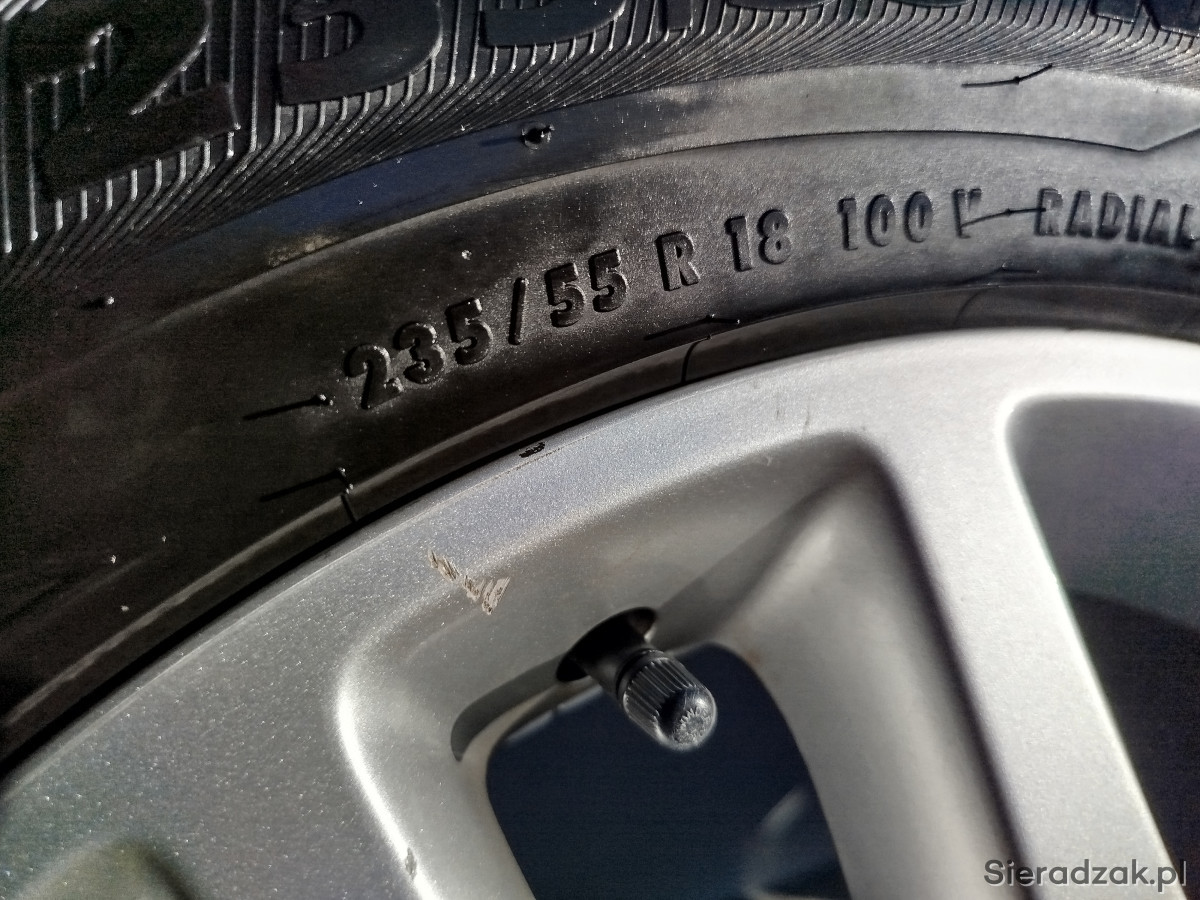 235/55 R 18 100 V RADIAL
Sieradzak.pl